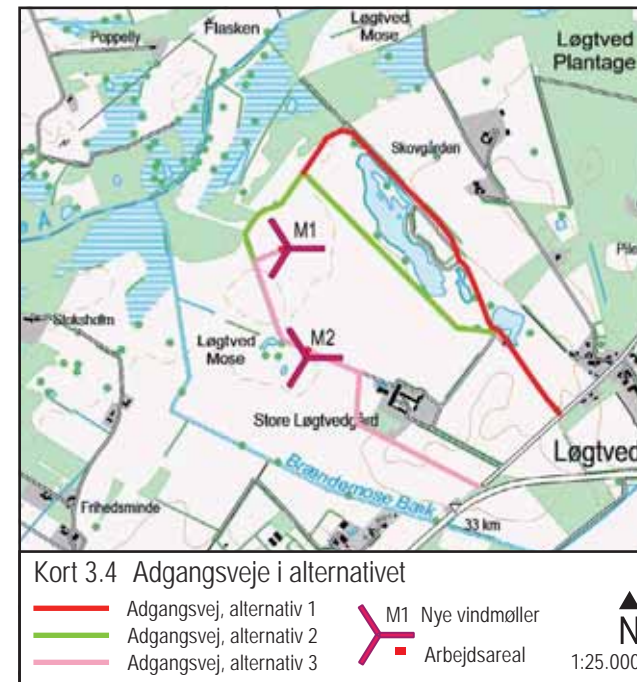 Flasken
Poppelly
Løgtved
Mose
Løgtved
Plantage
Skovgården
A
M1
Pile
Stoksholm
Løgtved
Mose
M2
Store Løgtvedgård
Løgtved
Brændemose Bæk
Frihedsminde
33 km
Kort 3.4 Adgangsveje i alternativet
Adgangsvej, alternativ 1
Adgangsvej, alternativ 2
Adgangsvej, alternativ 3
M1 Nye vindmøller
Arbejdsareal
N
1:25.000